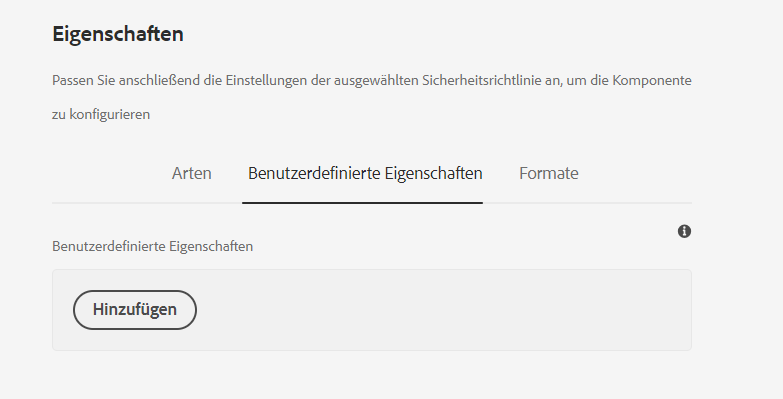 Eigenschaften
Passen Sie anschließend die Einstellungen der ausgewählten Sicherheitsrichtlinie an, um die Komponente
zu konfigurieren
Arten Benutzerdefinierte Eigenschaften Formate
Benutzerdefinierte Eigenschaften
Hinzufügen